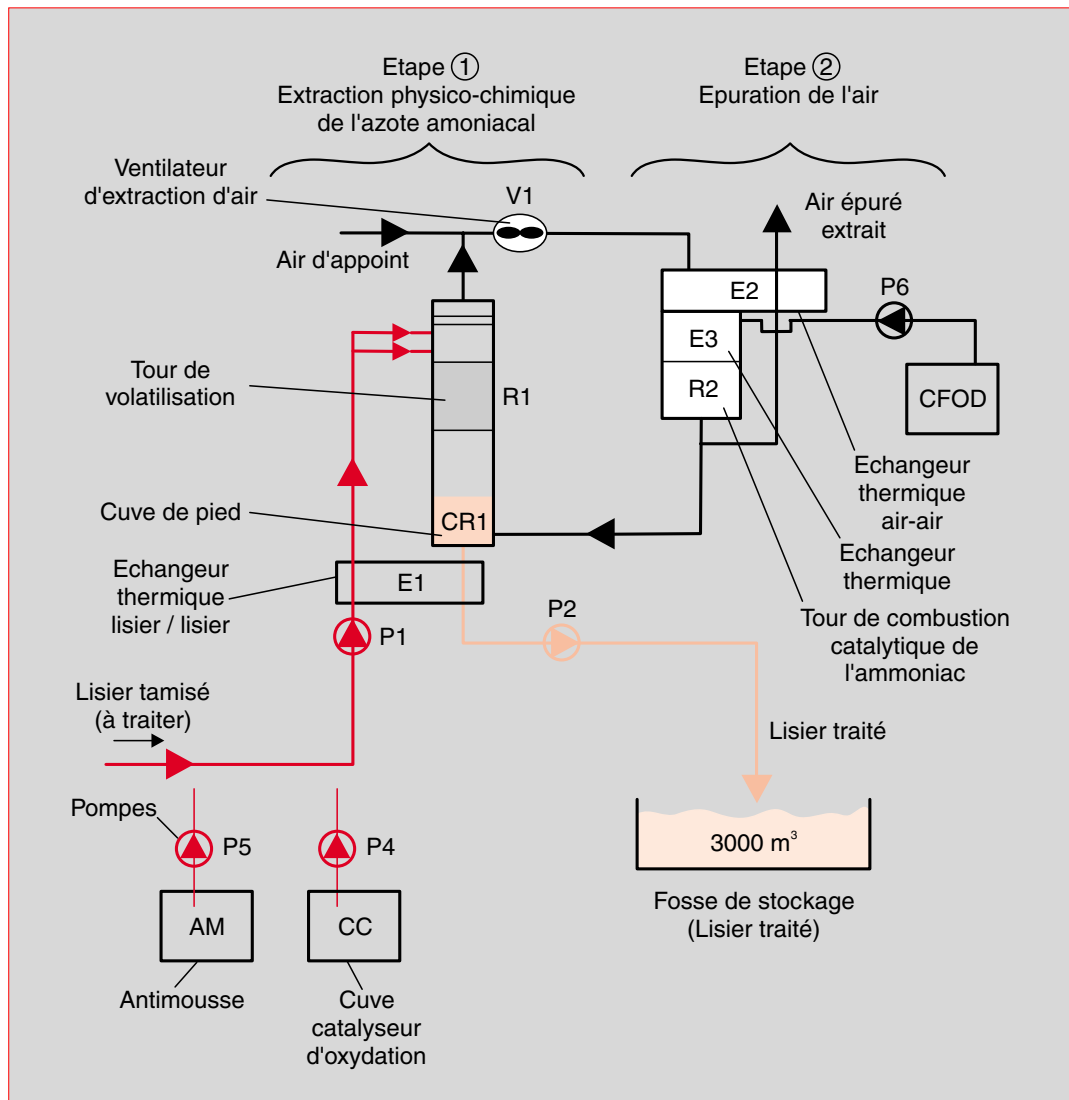 Etape 1
Extraction physico-chimique
de l'azote amoniacal
Etape 2
Epuration de l'air
Ventilateur
d'extraction d'air
V1
Air d'appoint
Air épuré
extrait
E2
P6
E3
R2
CFOD
Tour de
volatilisation
R1
Echangeur
thermique
air-air
Cuve de pied
CR1
Echangeur
thermique
Echangeur
thermique
lisier / lisier
E1
P1
P2
Tour de combustion
catalytique de
l'ammoniac
Lisier tamisé
(à traiter)
Lisier traité
Pompes
P5
P4
3000 m³
AM
CC
Fosse de stockage
(Lisier traité)
Antimousse
Cuve
catalyseur
d'oxydation